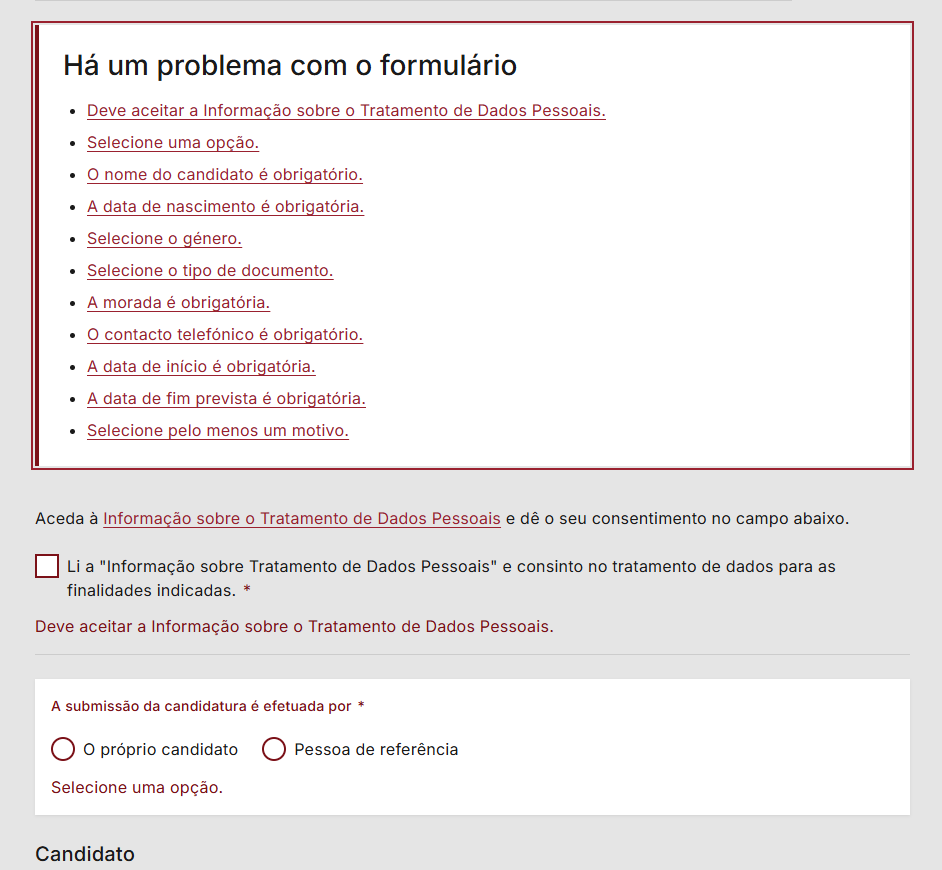 Há um problema com o formulário
Deve aceitar a Informação sobre o Tratamento de Dados Pessoais.
Selecione uma opção.
O nome do candidato é obrigatório.
A data de nascimento é obrigatória.
Selecione o género.
Selecione o tipo de documento.
A morada é obrigatória.
O contacto telefónico é obrigatório.
A data de início é obrigatória.
A data de fim prevista é obrigatória.
Selecione pelo menos um motivo.
Aceda à Informação sobre o Tratamento de Dados Pessoais e dê o seu consentimento no campo abaixo.
Li a "Informação sobre Tratamento de Dados Pessoais" e consinto no tratamento de dados para as
finalidades indicadas. *
Deve aceitar a Informação sobre o Tratamento de Dados Pessoais.
A submissão da candidatura é efetuada por *
O próprio candidato Pessoa de referência
Selecione uma opção.
Candidato